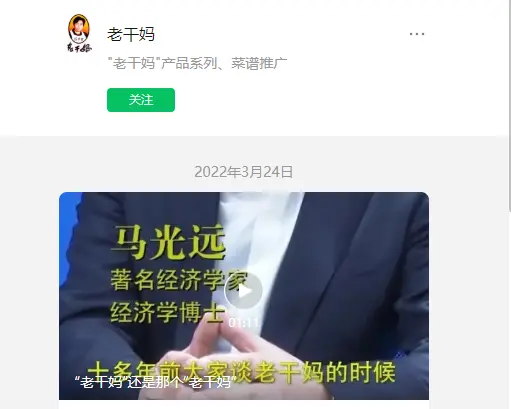 老干妈
老干妈
"老干妈"产品系列、菜谱推广
关注
2022年3月24日
马光远
著名经济学家
经济学博士
01:11
十多年前大家谈老干妈的时候
“老干妈”还是那个“老干妈”